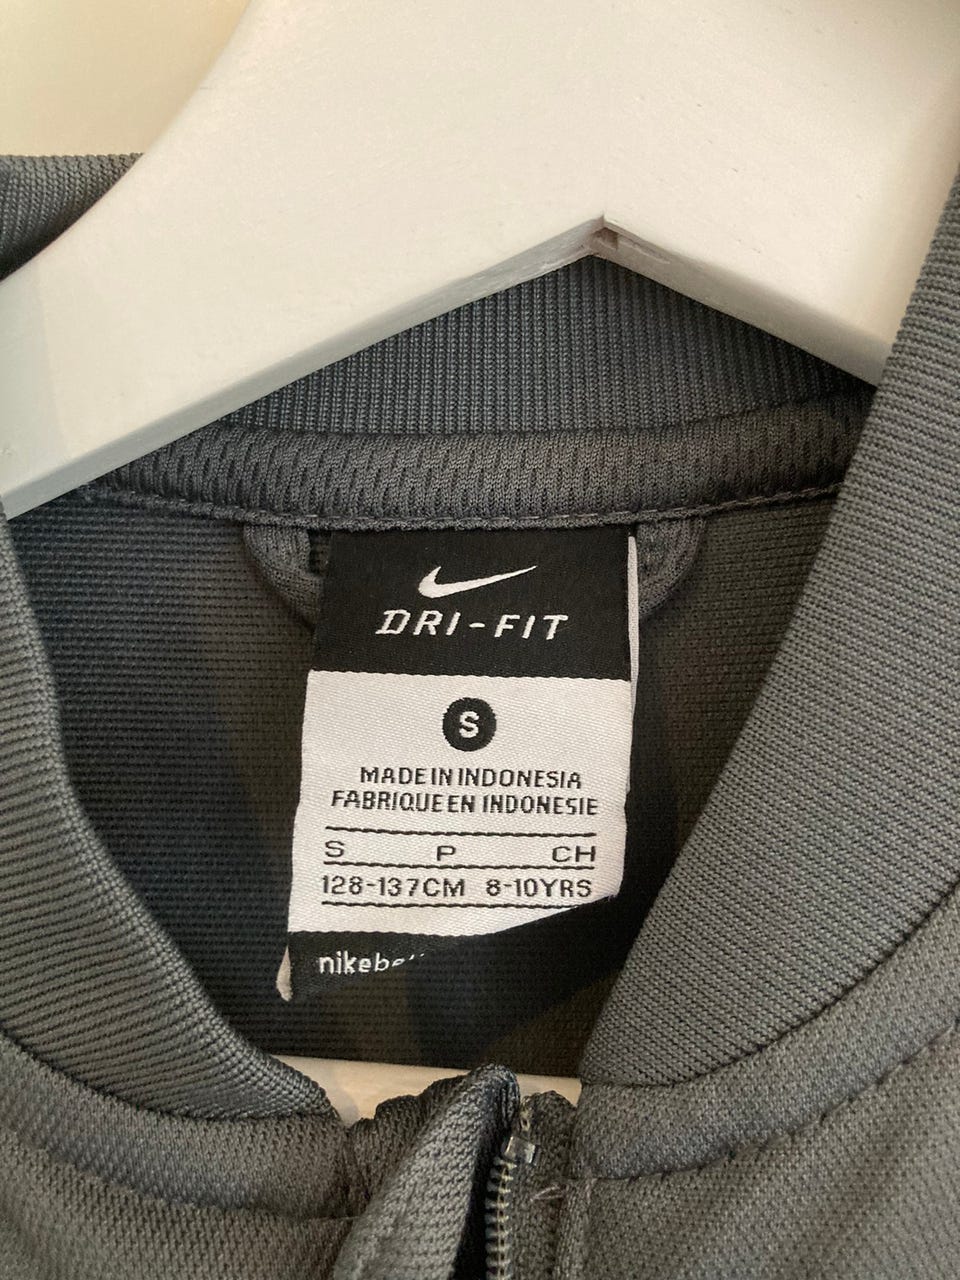 DRI-FIT
S
MADE IN INDONESIA
FABRIQUE EN INDONESIE
S P CH
128-137CM 8-10YRS